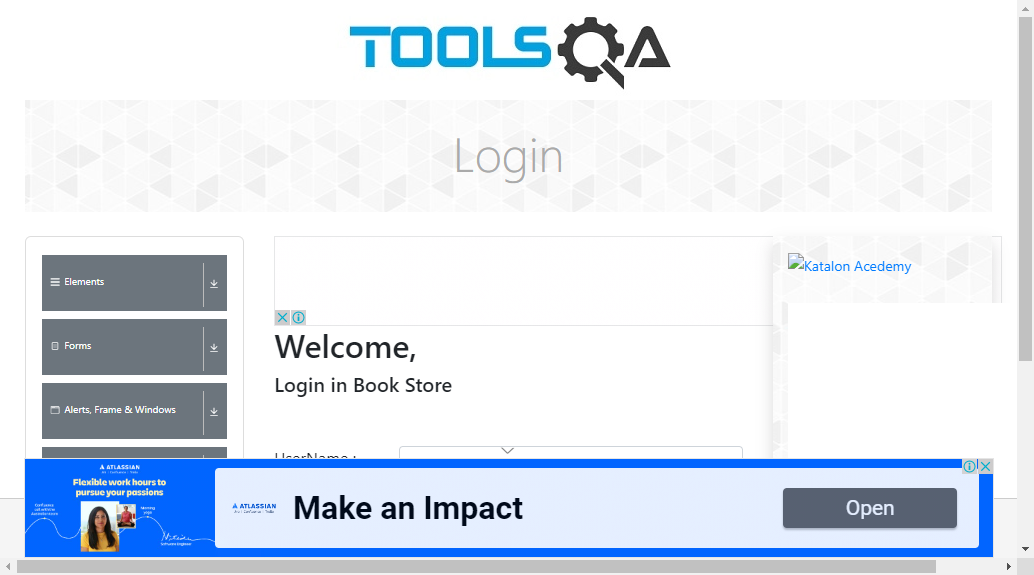 TOOLSQA
Login
Elements
Forms
Alerts, Frame & Windows
Katalon Acedemy
Welcome,
Login in Book Store
UserName :
ATLASSIAN
Flexible work hours to
pursue your passions
ATLASSIAN
Make an Impact
Open